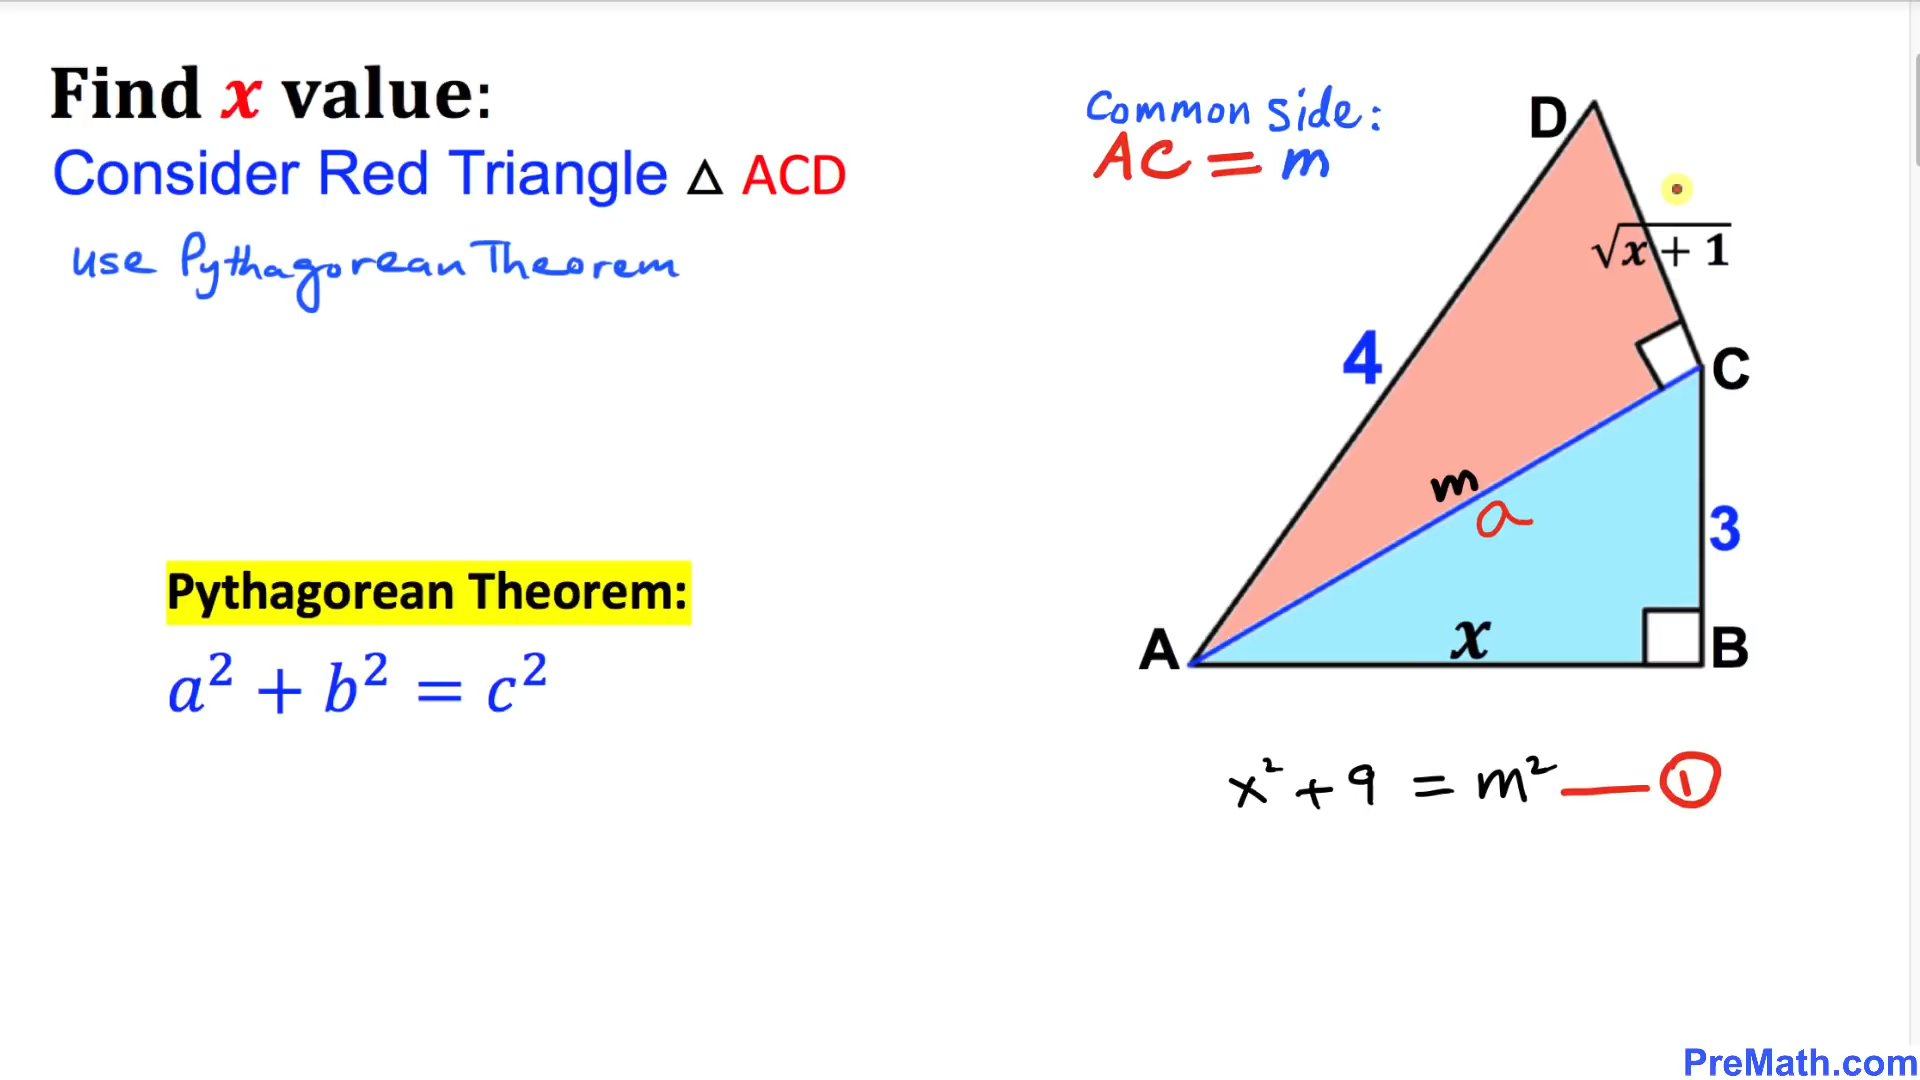 Find x value:
Consider Red Triangle △ ACD
use Pythagorean Theorem
Pythagorean Theorem:
a² + b² = c²
Common side:
AC = m
D
√x + 1
4
C
m
a
3
x
A
B
x² + 9 = m² — ①
PreMath.com